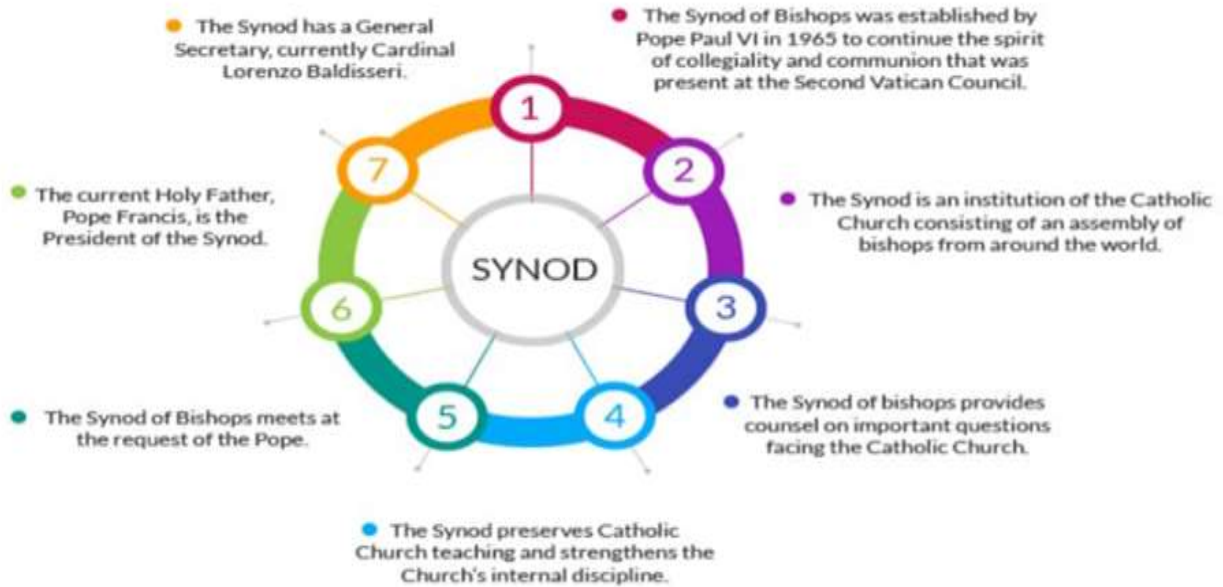 The Synod of Bishops was established by
Pope Paul VI in 1965 to continue the spirit
of collegiality and communion that was
present at the Second Vatican Council.
The Synod is an institution of the Catholic
Church consisting of an assembly of
bishops from around the world.
The Synod of bishops provides
counsel on important questions
facing the Catholic Church.
The Synod preserves Catholic
Church teaching and strengthens the
Church's internal discipline.
The Synod of Bishops meets at
the request of the Pope.
The current Holy Father,
Pope Francis, is the
President of the Synod.
The Synod has a General
Secretary, currently Cardinal
Lorenzo Baldisseri.
SYNOD
1
2
3
4
5
6
7